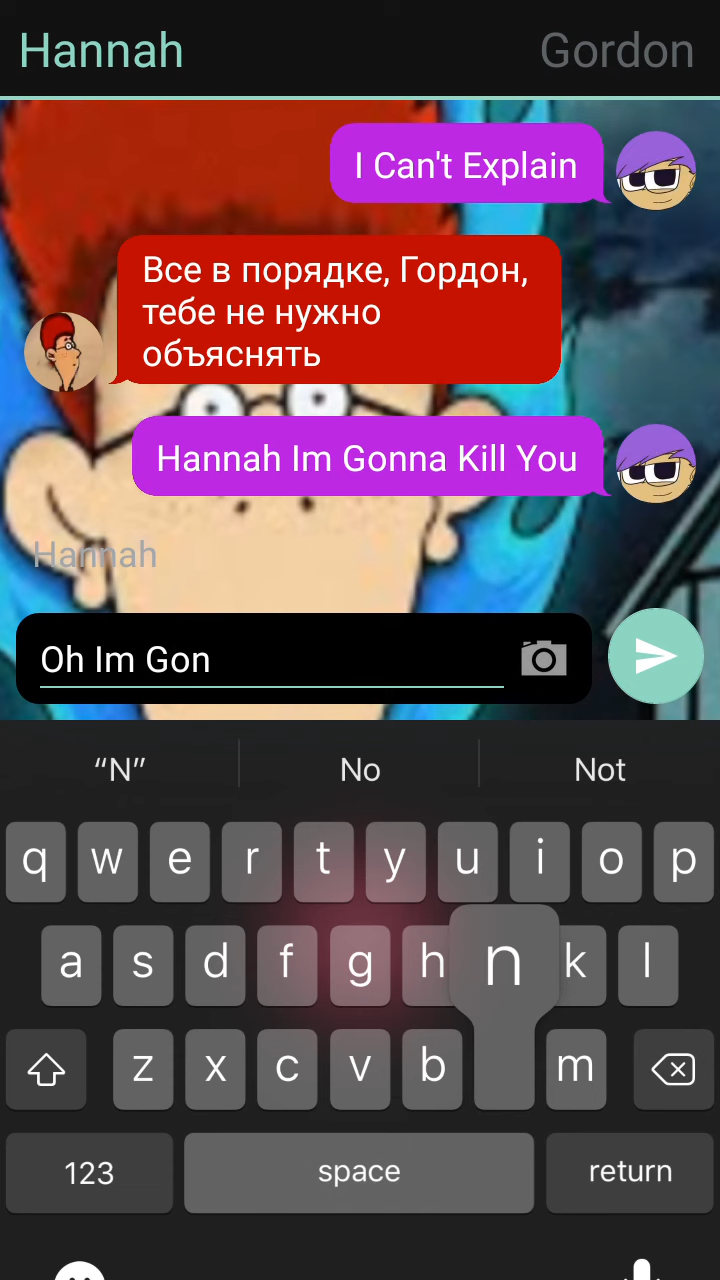 Hannah
Gordon
I Can't Explain
Все в порядке, Гордон,
тебе не нужно
объяснять
Hannah Im Gonna Kill You
Hannah
Oh Im Gon
“N”
No
Not
q w e r t y u i o p
a s d f g h n k l
z x c v b m
123
space
return